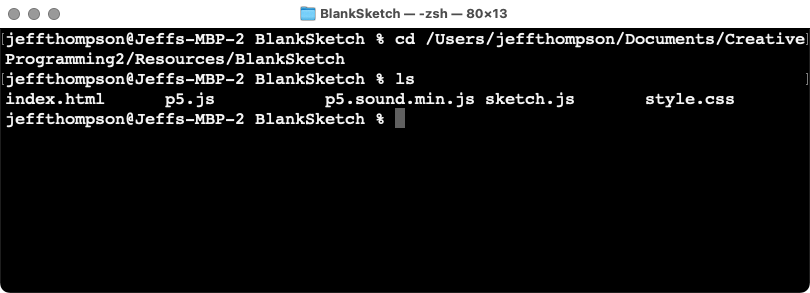 BlankSketch — -zsh — 80×13
[jeffthompson@Jeffs-MBP-2 BlankSketch % cd /Users/jeffthompson/Documents/Creative]
Programming2/Resources/BlankSketch
[jeffthompson@Jeffs-MBP-2 BlankSketch % ls ]
index.html p5.js p5.sound.min.js sketch.js style.css
jeffthompson@Jeffs-MBP-2 BlankSketch %